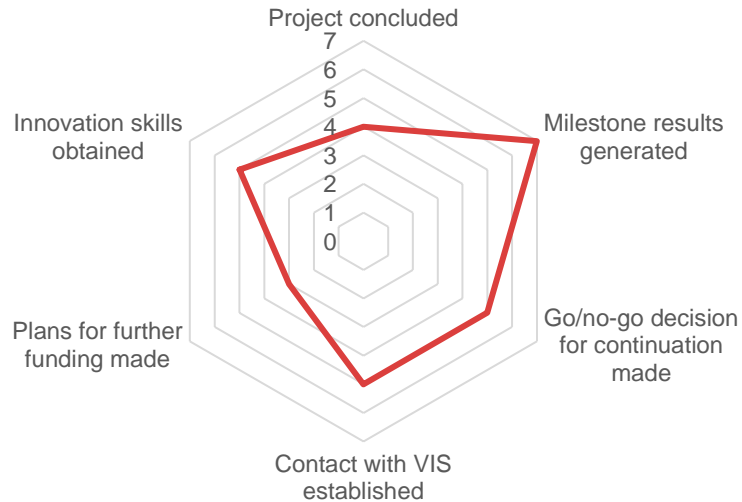 Project concluded
7
6
5
4
3
2
1
0
Milestone results
generated
Go/no-go decision
for continuation
made
Contact with VIS
established
Plans for further
funding made
Innovation skills
obtained